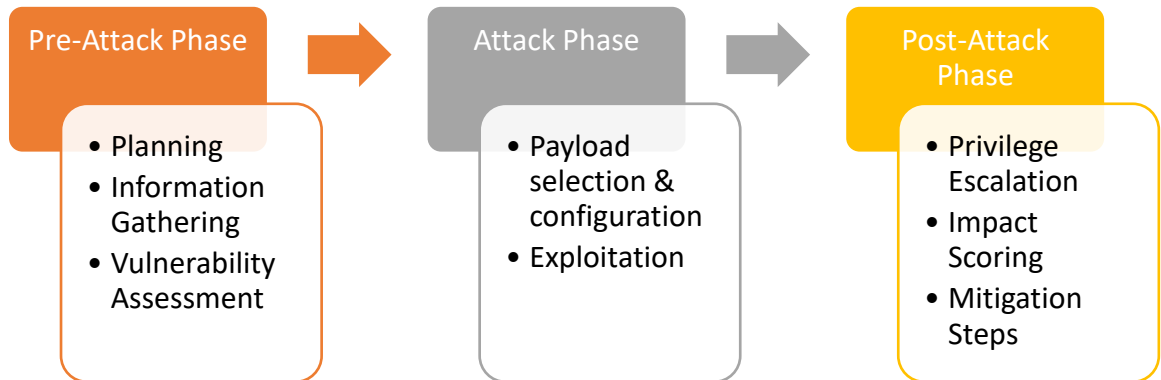 Pre-Attack Phase
• Planning
• Information
Gathering
• Vulnerability
Assessment
Attack Phase
• Payload
selection &
configuration
• Exploitation
Post-Attack
Phase
• Privilege
Escalation
• Impact
Scoring
• Mitigation
Steps